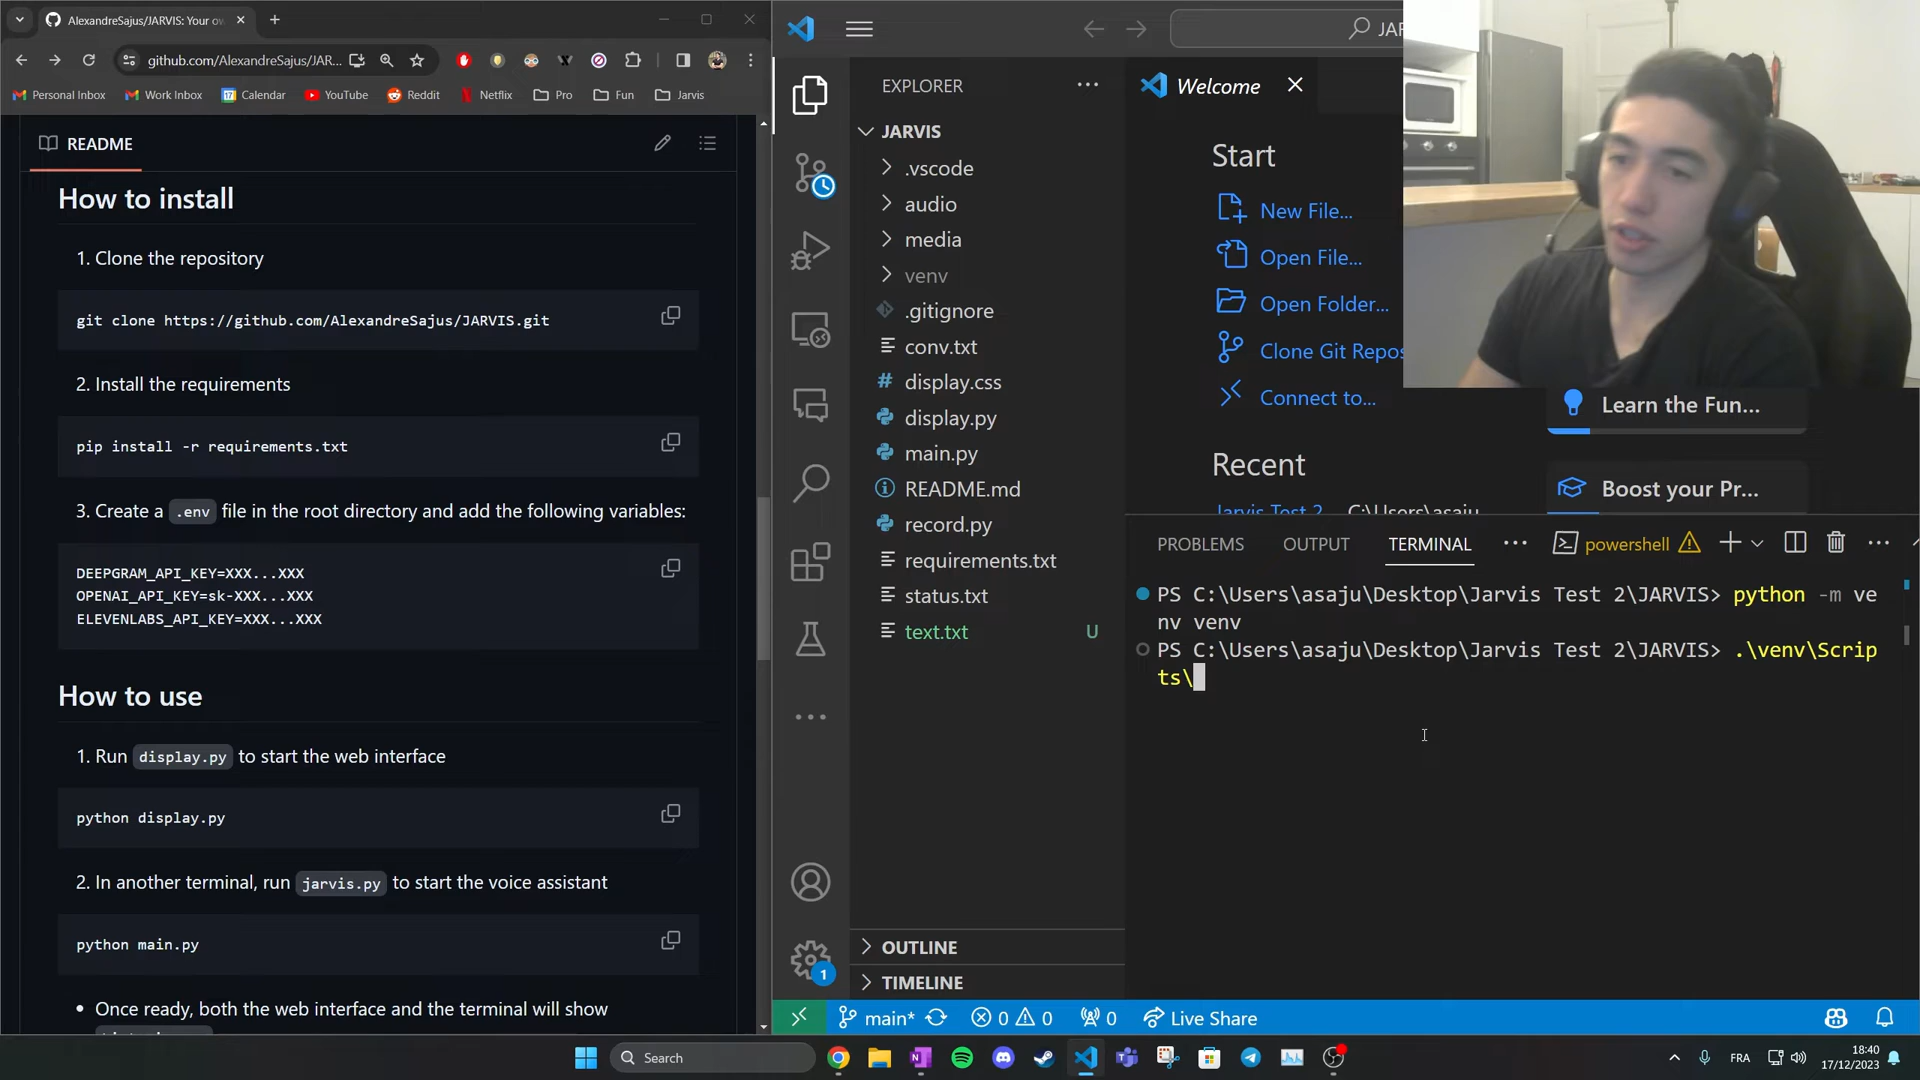 AlexandreSajus/JARVIS: Your ow
github.com/AlexandreSajus/JAR...
Personal Inbox
Work Inbox
Calendar
YouTube
Reddit
Netflix
Pro
Fun
Jarvis
README
How to install
1. Clone the repository
git clone https://github.com/AlexandreSajus/JARVIS.git
2. Install the requirements
pip install -r requirements.txt
3. Create a .env file in the root directory and add the following variables:
DEEPGRAM_API_KEY=XXX...XXX
OPENAI_API_KEY=sk-XXX...XXX
ELEVENLABS_API_KEY=XXX...XXX
How to use
1. Run display.py to start the web interface
python display.py
2. In another terminal, run jarvis.py to start the voice assistant
python main.py
• Once ready, both the web interface and the terminal will show
JAR
EXPLORER
JARVIS
.vscode
audio
media
venv
.gitignore
conv.txt
display.css
display.py
main.py
README.md
record.py
requirements.txt
status.txt
text.txt U
OUTLINE
TIMELINE
Welcome
Start
New File...
Open File...
Open Folder...
Clone Git Repos
Connect to...
Recent
Jarvis Test 2 C:\Users\asaju
Learn the Fun...
Boost your Pr...
PROBLEMS
OUTPUT
TERMINAL
powershell
PS C:\Users\asaju\Desktop\Jarvis Test 2\JARVIS> python -m ve
nv venv
PS C:\Users\asaju\Desktop\Jarvis Test 2\JARVIS> .\venv\Scrip
ts\
1
main*
0
0
0
Live Share
Search
FRA
18:40
17/12/2023